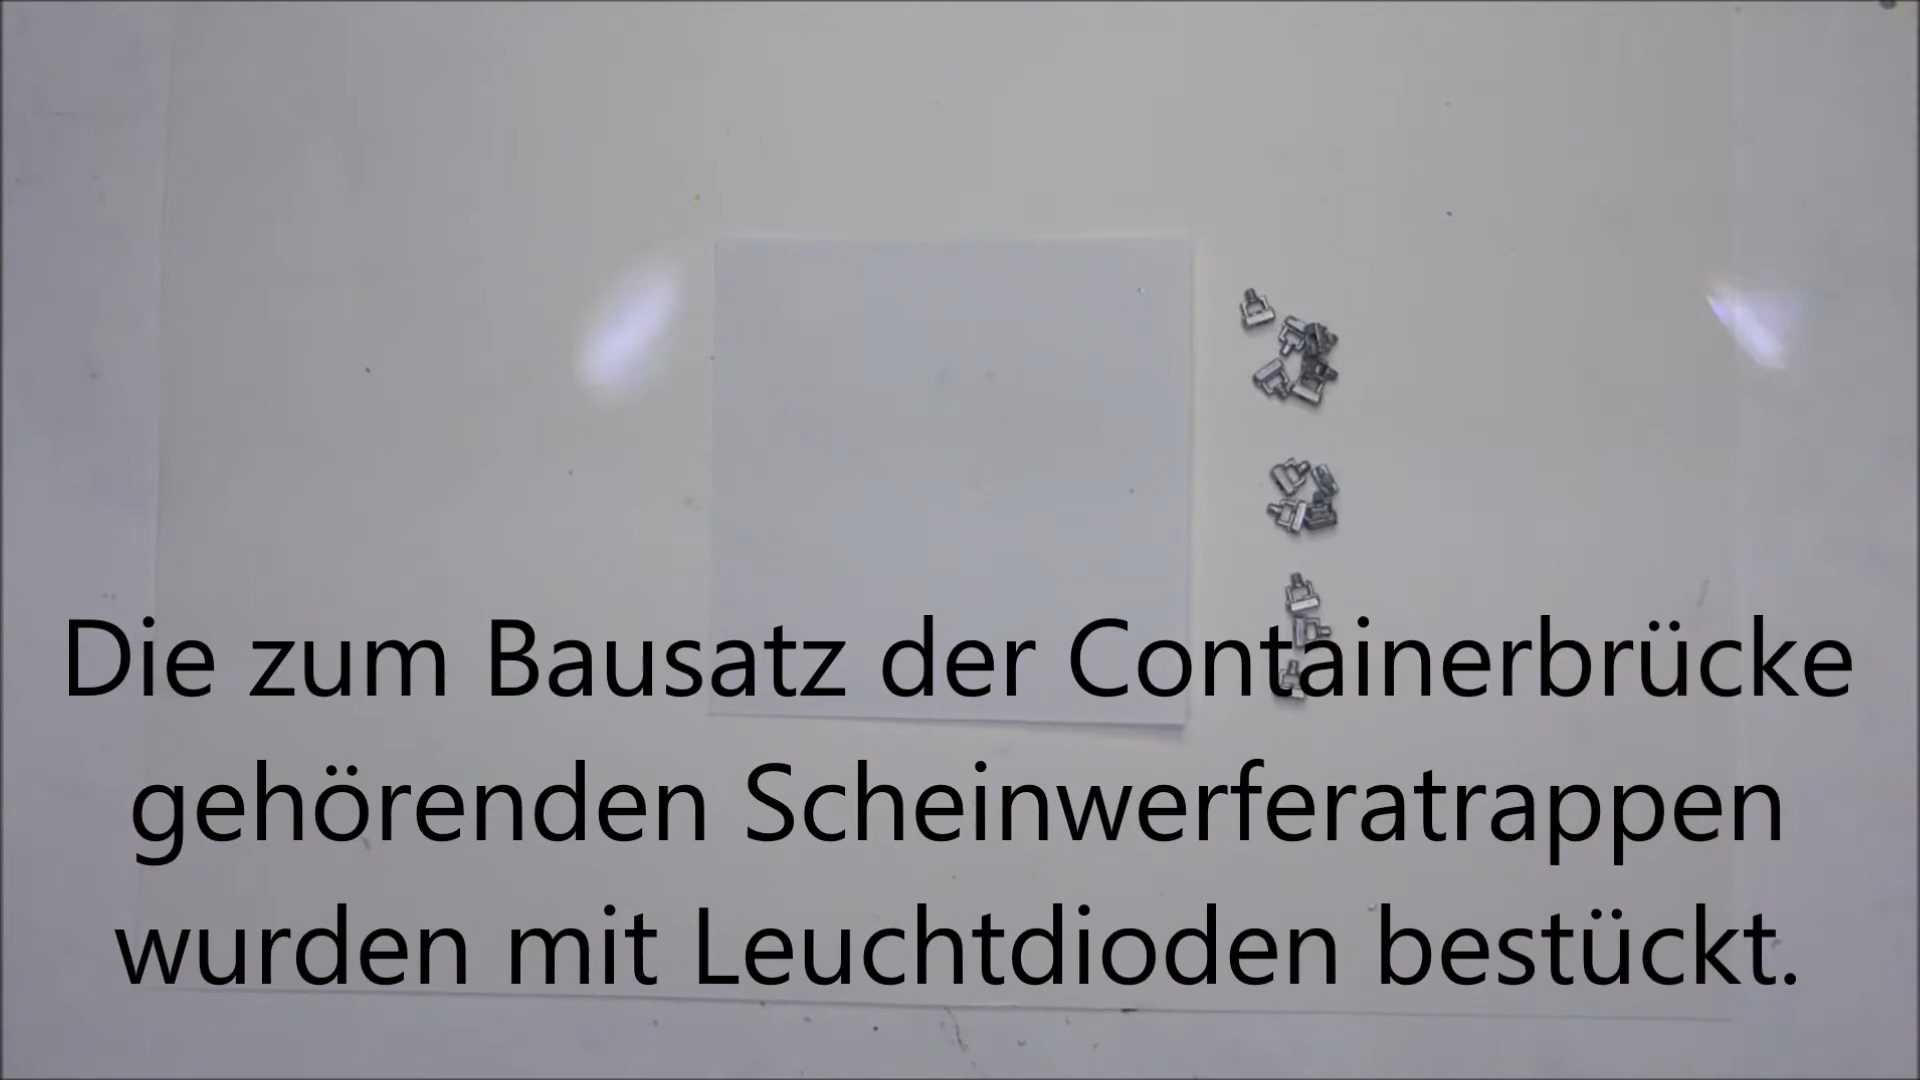 Die zum Bausatz der Containerbrücke
gehörenden Scheinwerferatrappen
wurden mit Leuchtdioden bestückt.